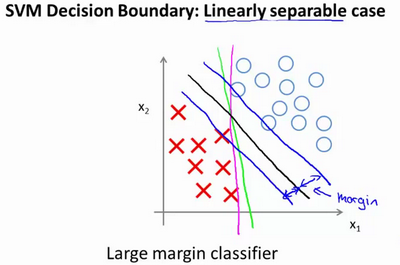 SVM Decision Boundary: Linearly separable case
x2
margin
x1
Large margin classifier